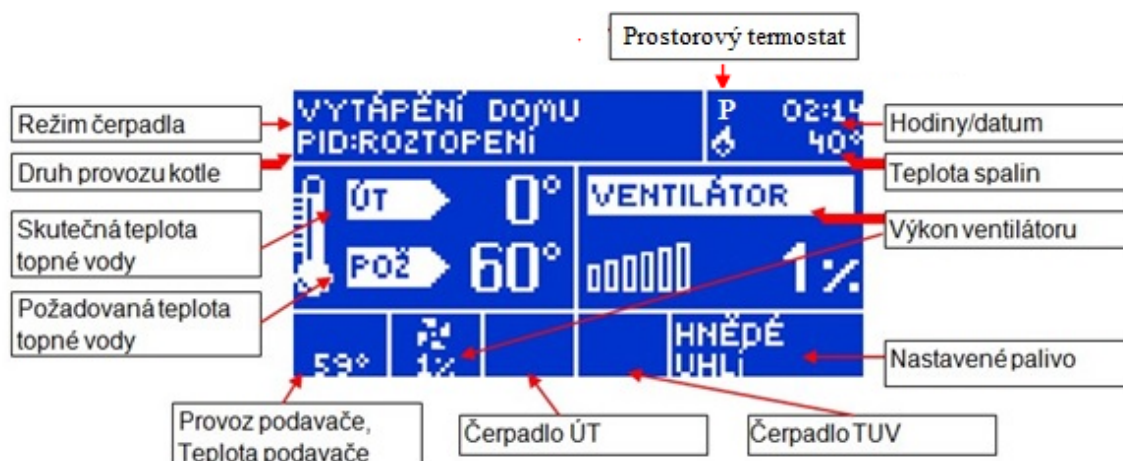 Prostorový termostat
Režim čerpadla
Druh provozu kotle
Skutečná teplota
topné vody
Požadovaná teplota
topné vody
VYTÁPĚNÍ DOMU
PID:ROZTOPENÍ
P 02:14
40°
ÚT 0°
POŽ 60°
VENTILÁTOR
1%
59°
1%
HNĚDÉ
UHLÍ
Hodiny/datum
Teplota spalin
Výkon ventilátoru
Nastavené palivo
Provoz podavače,
Teplota podavače
Čerpadlo ÚT
Čerpadlo TUV